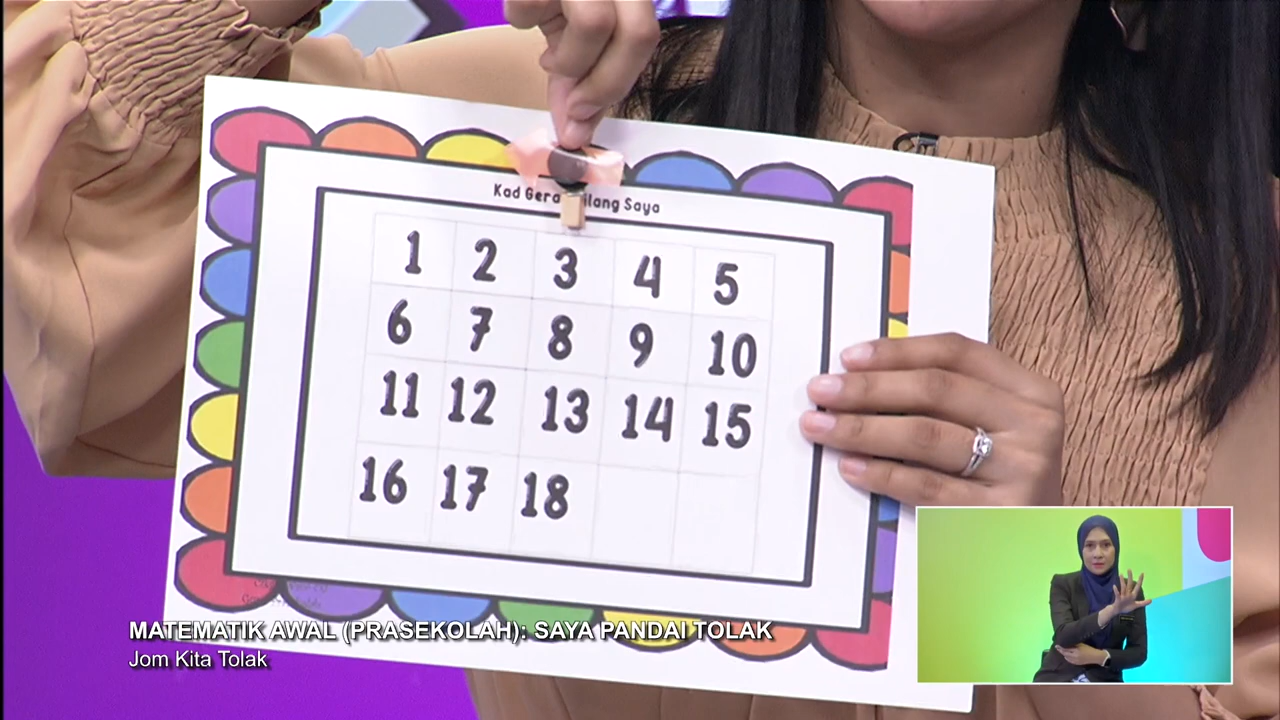 Kad Gera ilang Saya
1 2 3 4 5
6 7 8 9 10
11 12 13 14 15
16 17 18
MATEMATIK AWAL (PRASEKOLAH): SAYA PANDAI TOLAK
Jom Kita Tolak